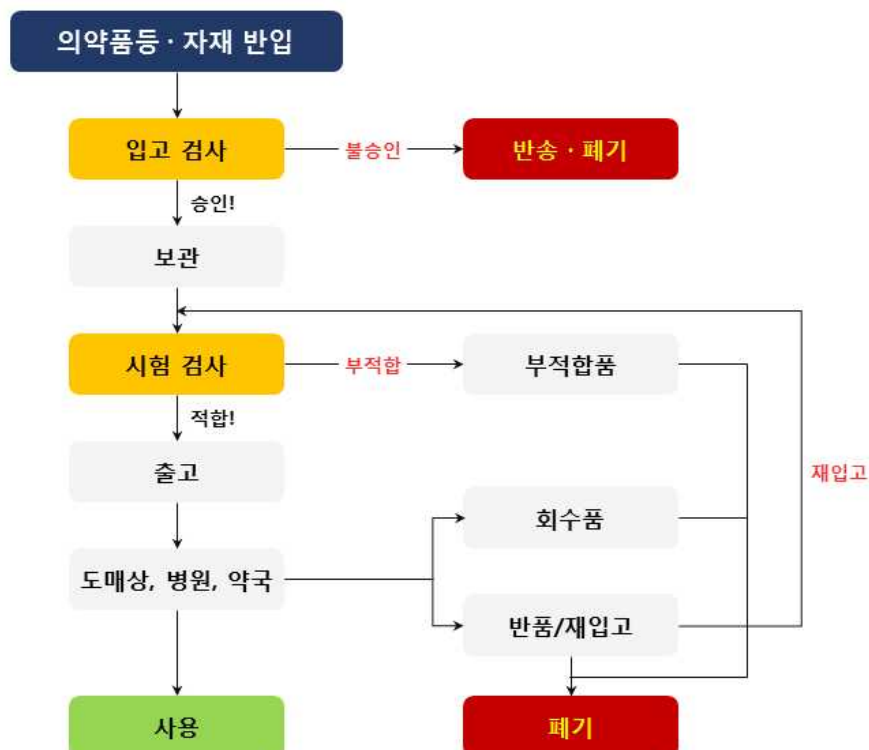 의약품등 · 자재 반입
입고 검사
불승인
반송 · 폐기
승인!
보관
시험 검사
부적합
부적합품
적합!
출고
재입고
회수품
도매상, 병원, 약국
반품/재입고
사용
폐기